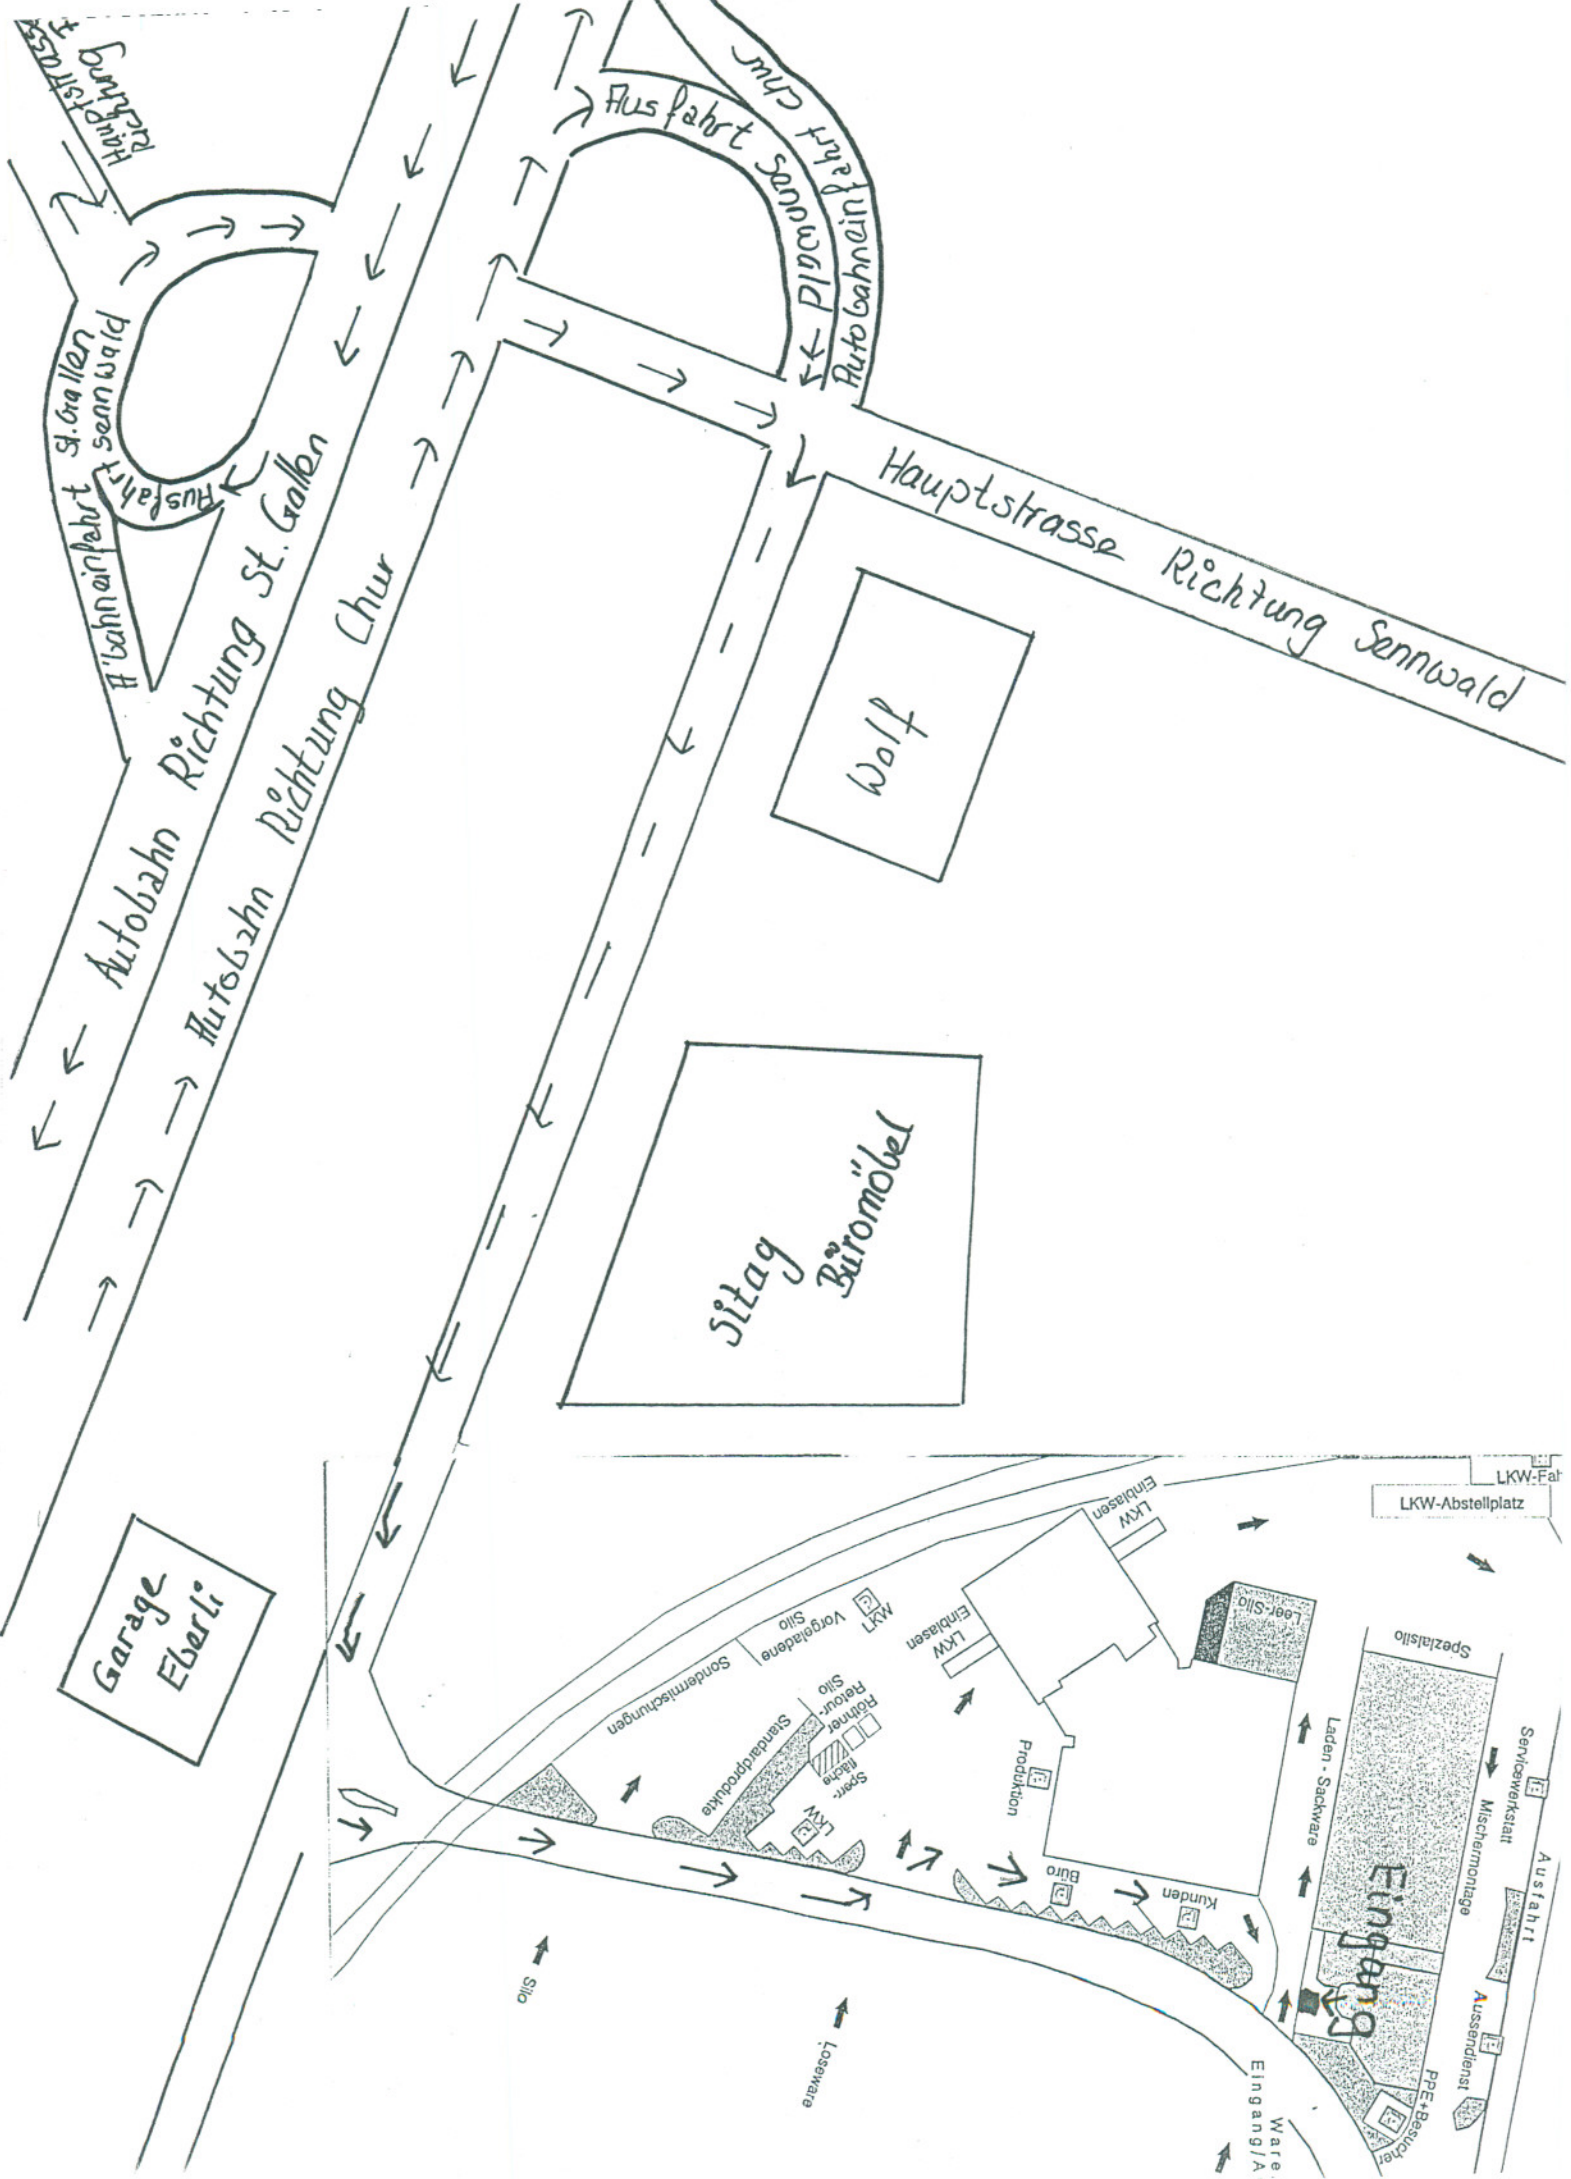 Hauptstrasse
Richtung
Ausfahrt Sennwald
Autobahneinfahrt Chur
A'bahneinfahrt St. Gallen
Ausfahrt Sennwald
Autobahn Richtung St. Gallen
Autobahn Richtung Chur
Hauptstrasse Richtung Sennwald
Wolf
Sitag
Büromöbel
Garage
Eberli
LKW-Fah
LKW-Abstellplatz
LKW
Einblasen
LKW
Einblasen
Leer-Silo
Spezialsilo
LKW
Vorgeladene
Silo
Sondermischungen
Röthner
Retour-
Silo
Standardprodukte
Sperr-
fläche
LKW
Produktion
Laden - Sackware
Servicewerkstatt
Mischermontage
Ausfahrt
Büro
Kunden
Eingang
Aussendienst
PPE+Besucher
Silo
Loseware
Ware
Eingang/A